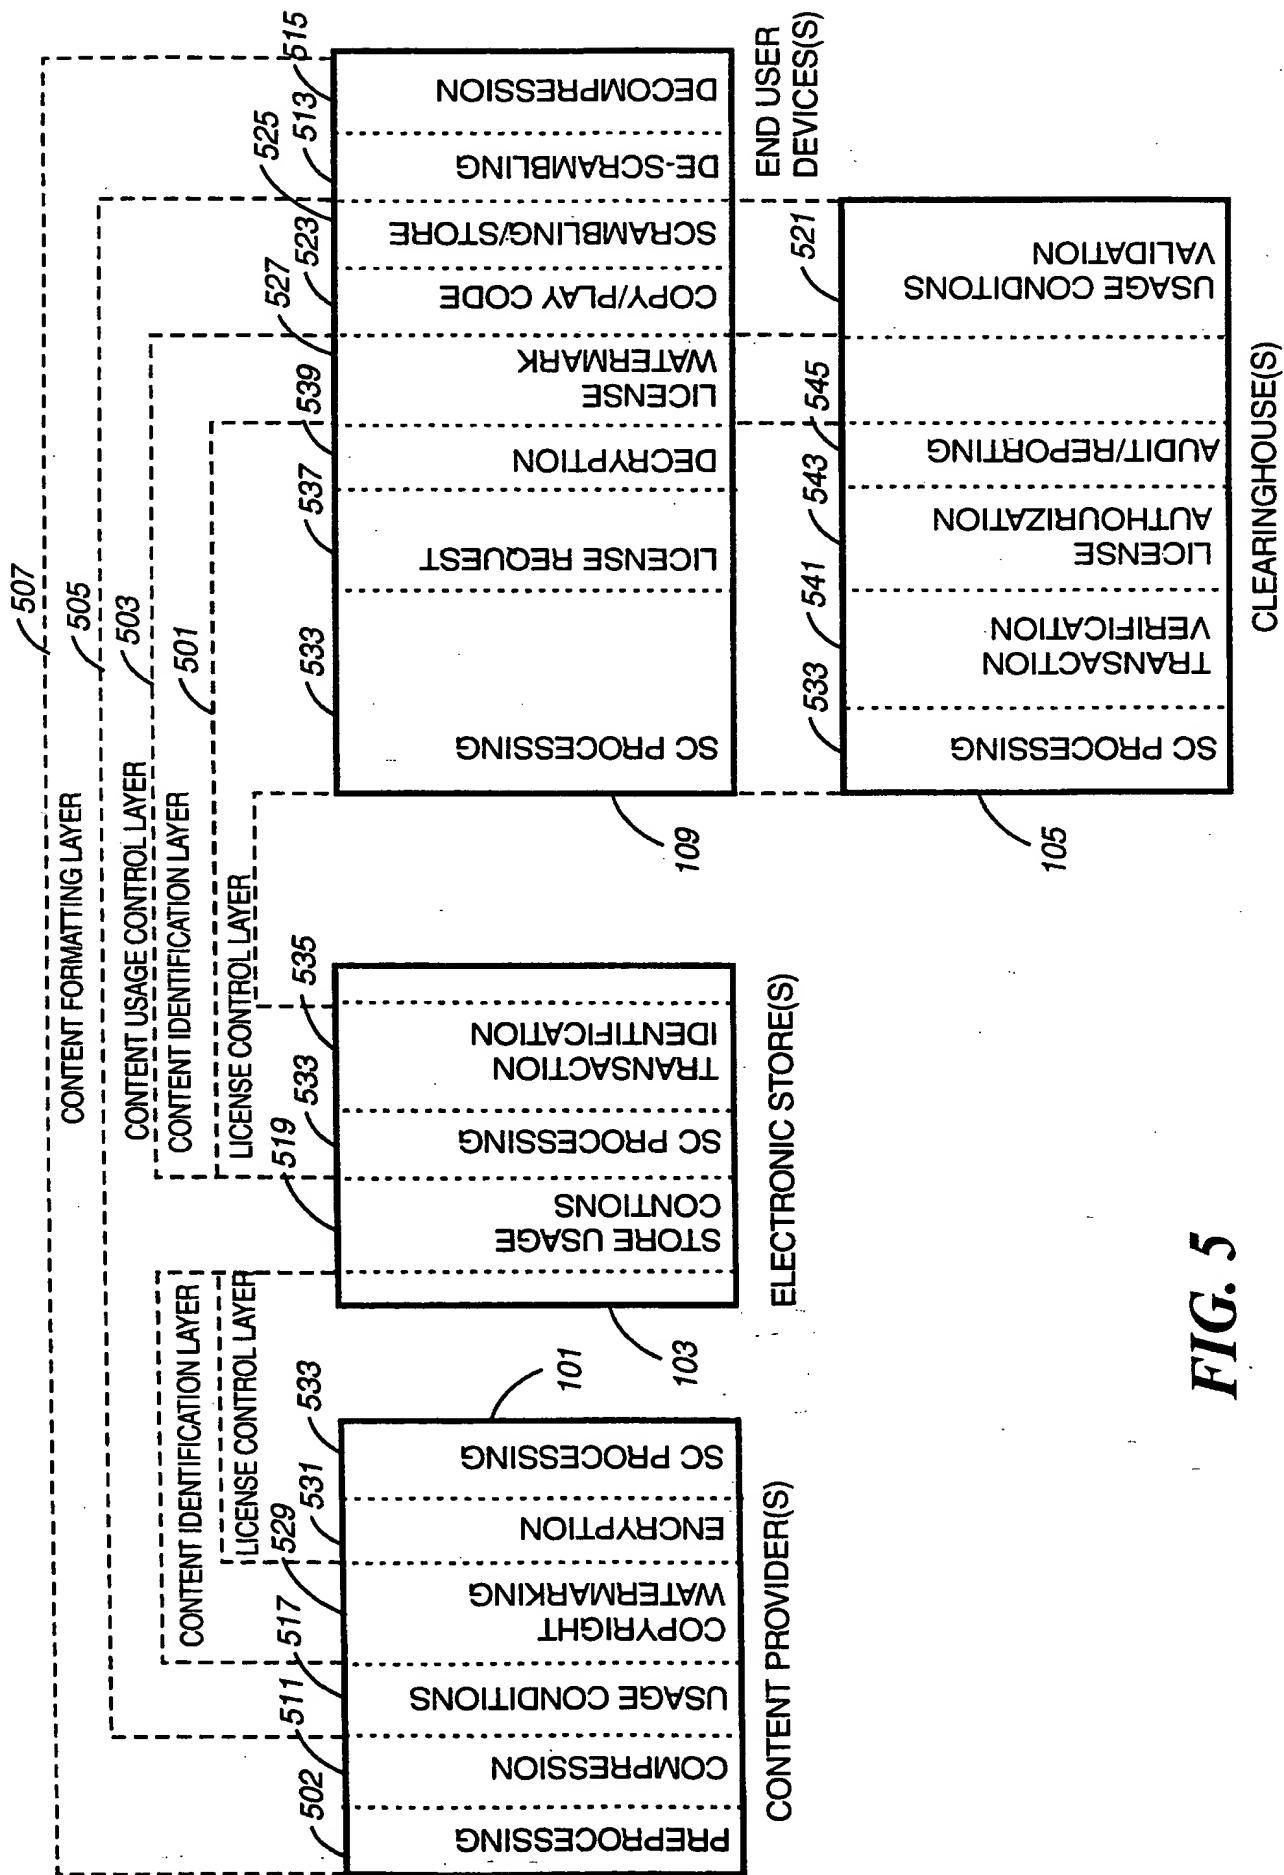 507
CONTENT FORMATTING LAYER
505
CONTENT USAGE CONTROL LAYER
503
CONTENT IDENTIFICATION LAYER
501
LICENSE CONTROL LAYER
CONTENT IDENTIFICATION LAYER
LICENSE CONTROL LAYER
502
511
517
529
531
533
PREPROCESSING
COMPRESSION
USAGE CONDITIONS
COPYRIGHT
WATERMARKING
ENCRYPTION
SC PROCESSING
101
CONTENT PROVIDER(S)
519
533
535
STORE USAGE
CONTIONS
SC PROCESSING
TRANSACTION
IDENTIFICATION
103
ELECTRONIC STORE(S)
533
537
539
527
523
525
513
515
SC PROCESSING
LICENSE REQUEST
DECRYPTION
LICENSE
WATERMARK
COPY/PLAY CODE
SCRAMBLING/STORE
DE-SCRAMBLING
DECOMPRESSION
109
END USER
DEVICES(S)
533
541
543
545
521
SC PROCESSING
TRANSACTION
VERIFICATION
LICENSE
AUTHOURIZATION
AUDIT/REPORTING
USAGE CONDITONS
VALIDATION
105
CLEARINGHOUSE(S)
FIG. 5